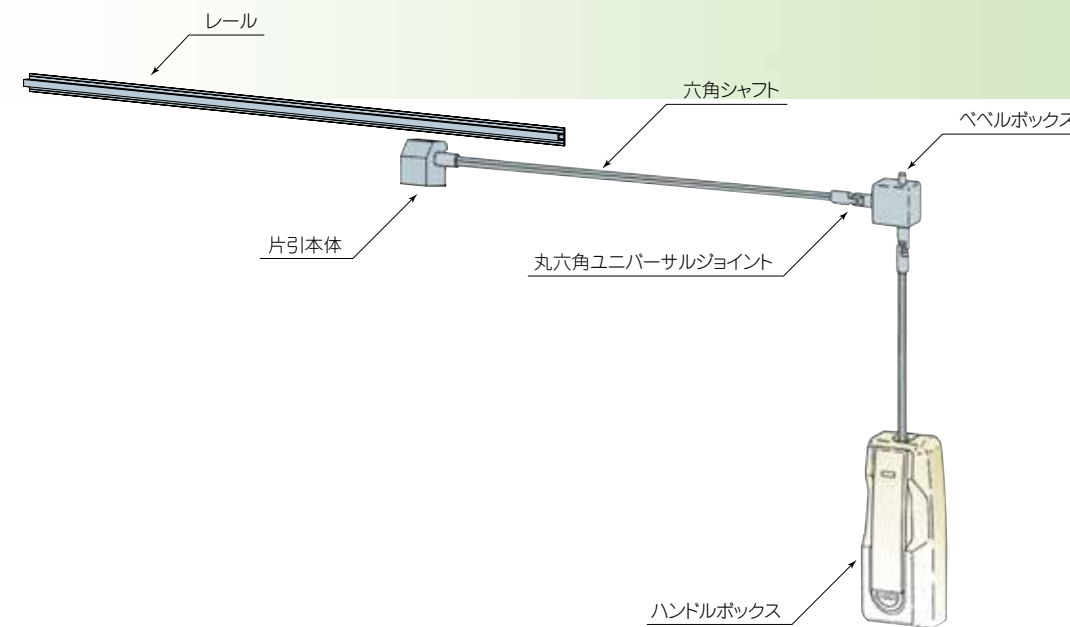 レール
六角シャフト
ベベルボックス
片引本体
丸六角ユニバーサルジョイント
ハンドルボックス